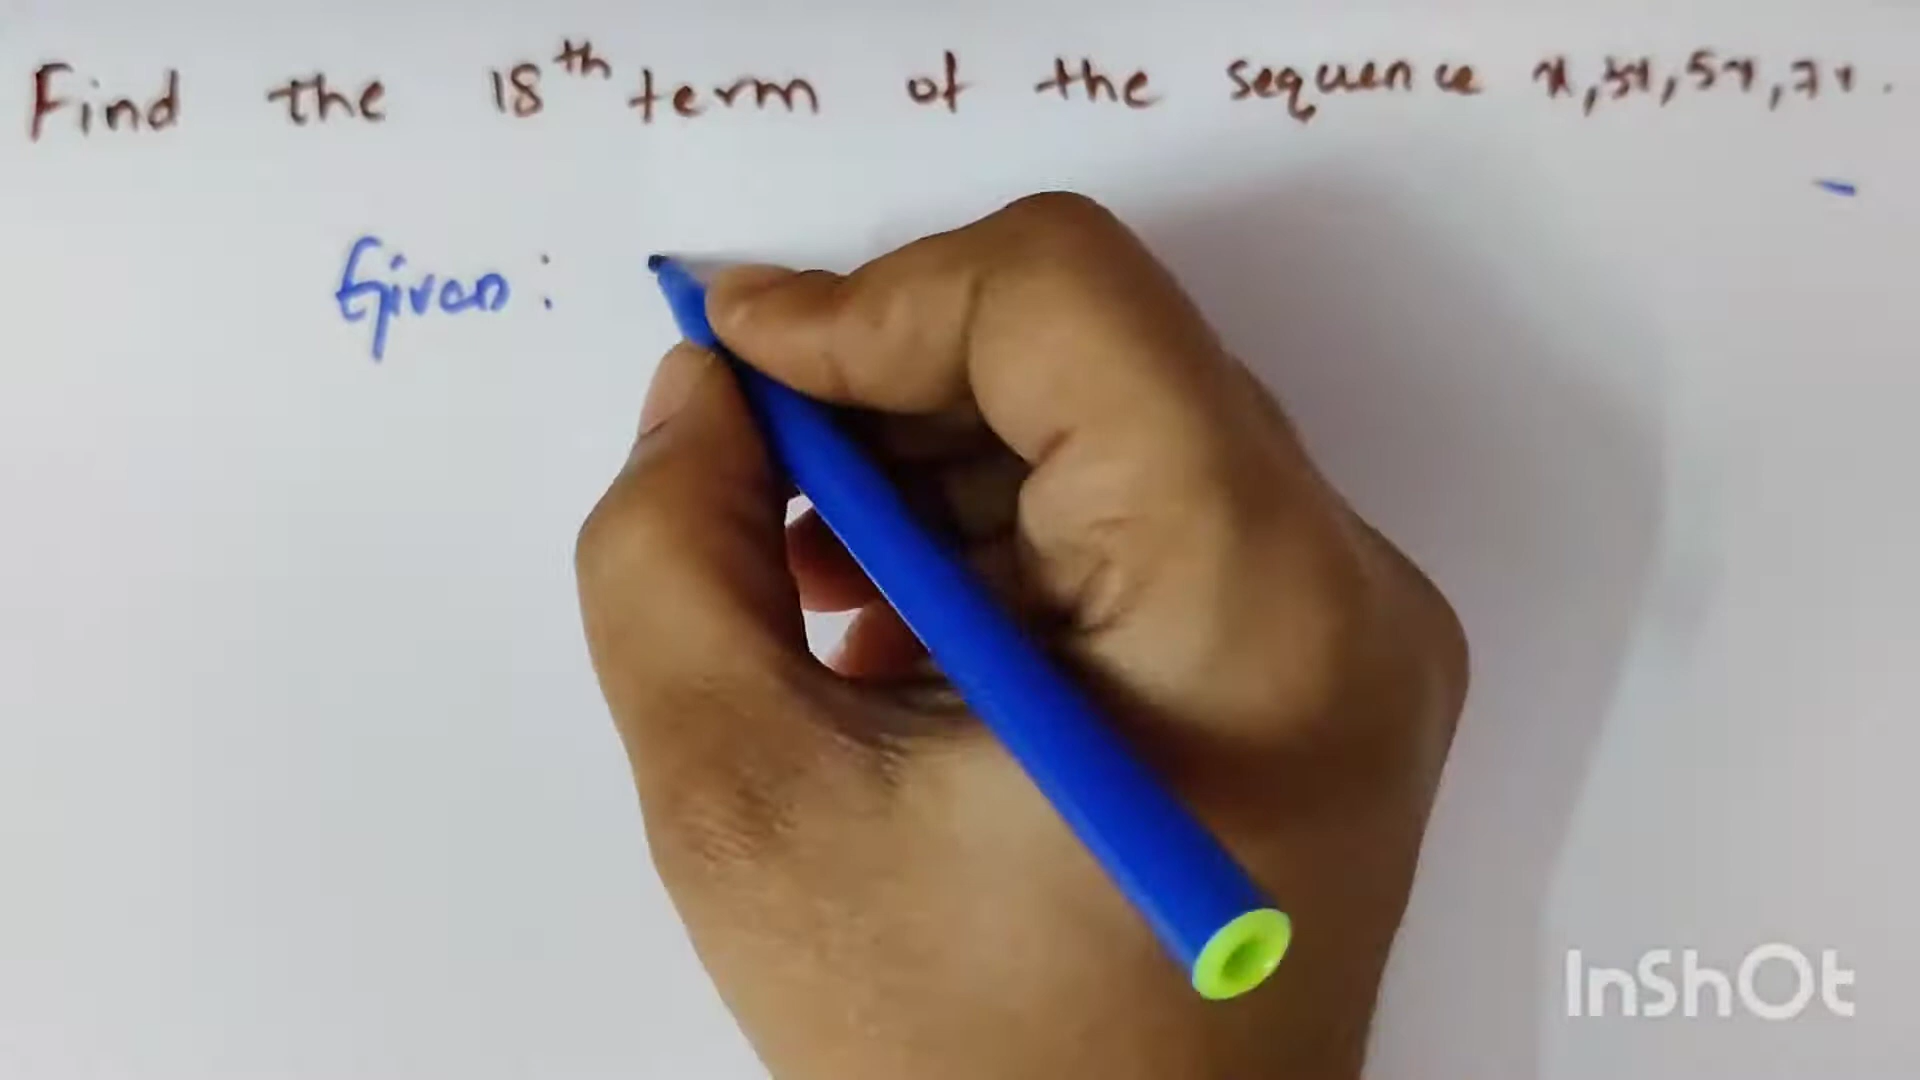 Find the 18th term of the sequence x, 3x, 5x, 7x.
Given:
InShOt